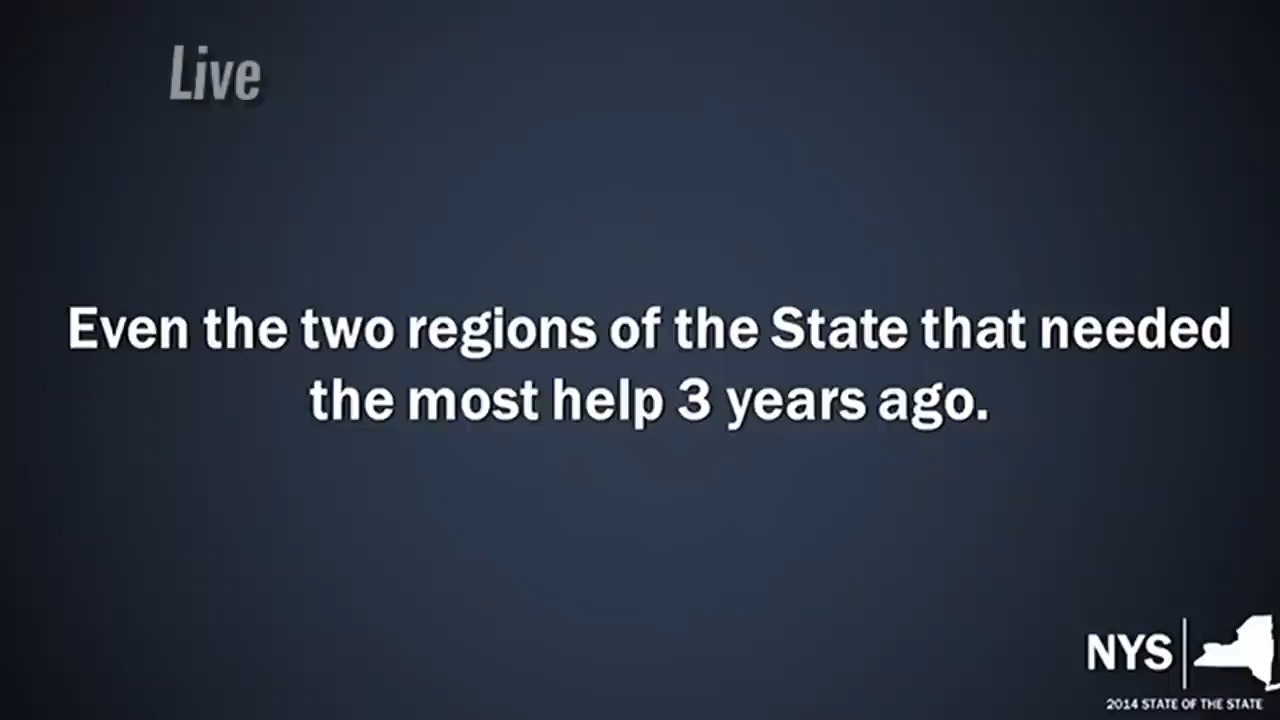 Live
Even the two regions of the State that needed
the most help 3 years ago.
NYS
2014 STATE OF THE STATE